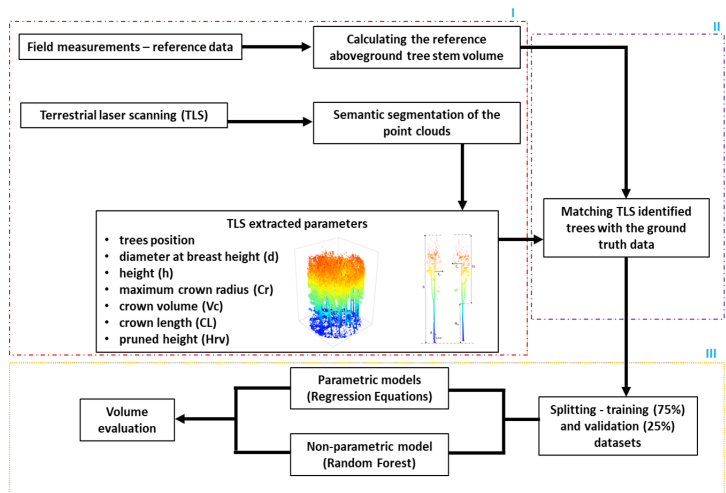 I
II
Field measurements – reference data
Calculating the reference
aboveground tree stem volume
Terrestrial laser scanning (TLS)
Semantic segmentation of the
point clouds
TLS extracted parameters
• trees position
• diameter at breast height (d)
• height (h)
• maximum crown radius (Cr)
• crown volume (Vc)
• crown length (CL)
• pruned height (Hrv)
Matching TLS identified
trees with the ground
truth data
III
Parametric models
(Regression Equations)
Volume
evaluation
Splitting - training (75%)
and validation (25%)
datasets
Non-parametric model
(Random Forest)